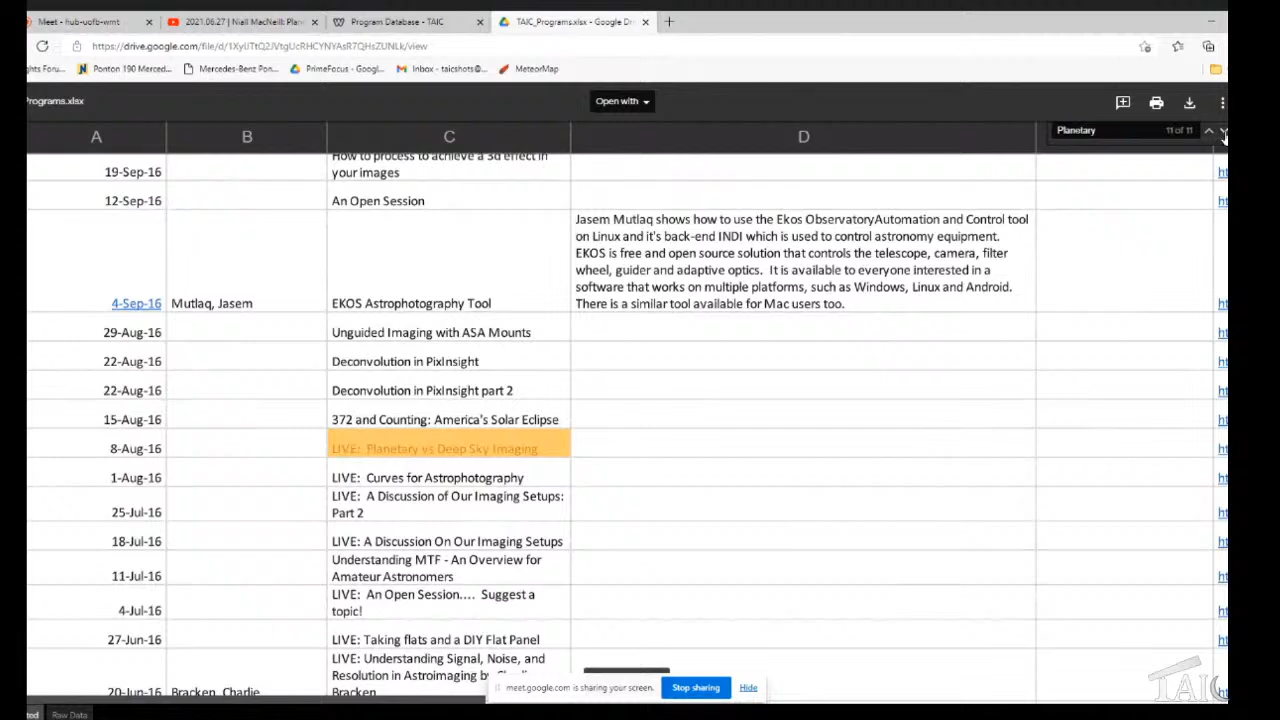 Meet - hub-uofb-wmt
2021.06.27 | Niall MacNeill: Plan
Program Database - TAIC
TAIC_Programs.xlsx - Google Dri
https://drive.google.com/file/d/1XyUTtQ2JVtgUcRHCYNYAsR7QHsZUNLk/view
ghts Foru...
Ponton 190 Merced...
Mercedes-Benz Pon...
PrimeFocus - Googl...
Inbox - taicshots@...
MeteorMap
Programs.xlsx
Open with
A B C D
Planetary 11 of 11
19-Sep-16
How to process to achieve a 3d effect in
your images
12-Sep-16 An Open Session
Jasem Mutlaq shows how to use the Ekos ObservatoryAutomation and Control tool
on Linux and it's back-end INDI which is used to control astronomy equipment.
EKOS is free and open source solution that controls the telescope, camera, filter
wheel, guider and adaptive optics. It is available to everyone interested in a
software that works on multiple platforms, such as Windows, Linux and Android.
There is a similar tool available for Mac users too.
4-Sep-16 Mutlaq, Jasem EKOS Astrophotography Tool
29-Aug-16 Unguided Imaging with ASA Mounts
22-Aug-16 Deconvolution in PixInsight
22-Aug-16 Deconvolution in PixInsight part 2
15-Aug-16 372 and Counting: America's Solar Eclipse
8-Aug-16 LIVE: Planetary vs Deep Sky Imaging
1-Aug-16 LIVE: Curves for Astrophotography
LIVE: A Discussion of Our Imaging Setups:
25-Jul-16 Part 2
18-Jul-16 LIVE: A Discussion On Our Imaging Setups
Understanding MTF - An Overview for
11-Jul-16 Amateur Astronomers
LIVE: An Open Session.... Suggest a
4-Jul-16 topic!
27-Jun-16 LIVE: Taking flats and a DIY Flat Panel
LIVE: Understanding Signal, Noise, and
Resolution in Astroimaging by
20-Jun-16 Bracken, Charlie Bracken
meet.google.com is sharing your screen. Stop sharing Hide
ted Raw Data
TAIC